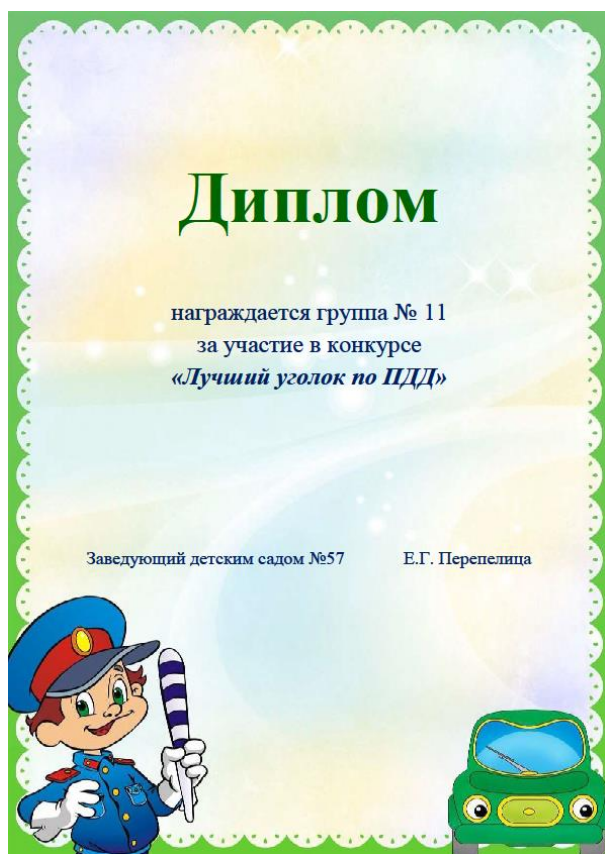 Диплом
награждается группа № 11
за участие в конкурсе
«Лучший уголок по ПДД»
Заведующий детским садом №57 Е.Г. Перепелица